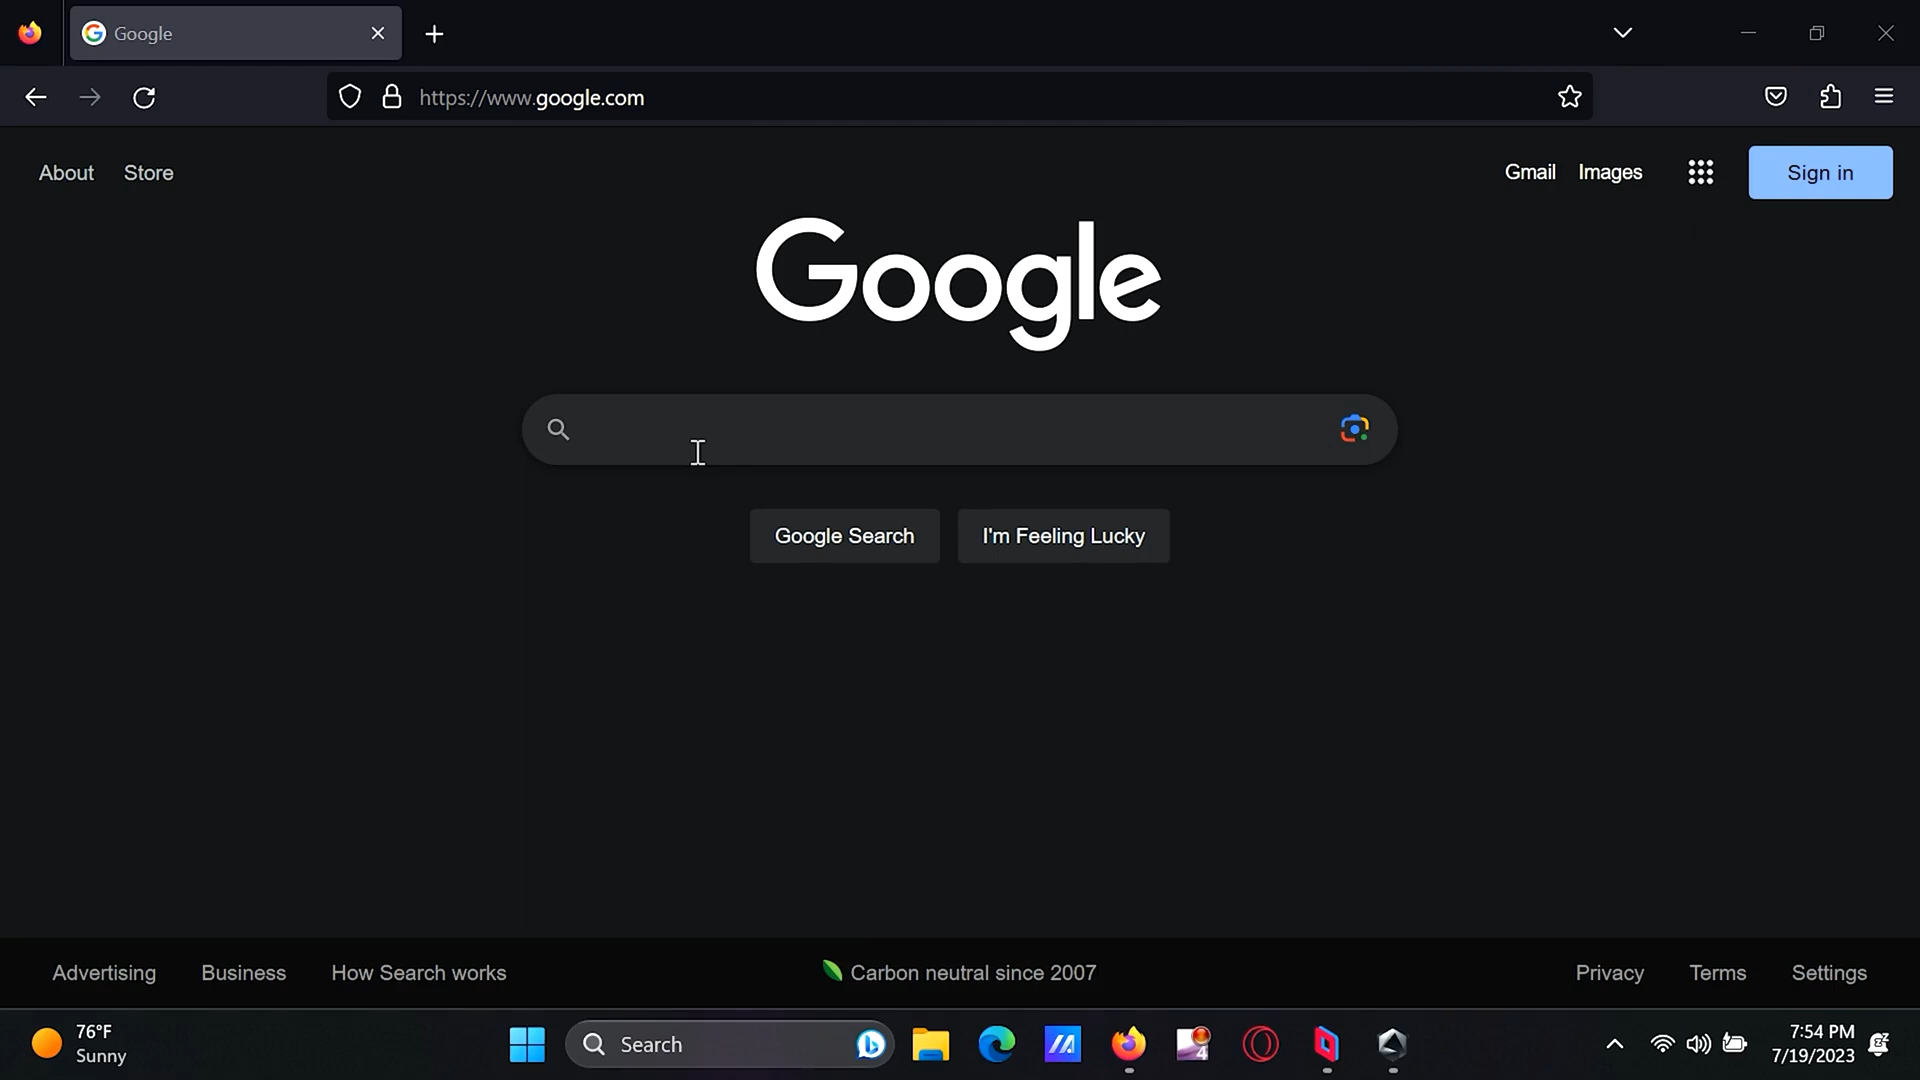 Google
https://www.google.com
About Store
Gmail Images Sign in
Google
Google Search I'm Feeling Lucky
Advertising Business How Search works
Carbon neutral since 2007
Privacy Terms Settings
76°F
Sunny
Search
4
7:54 PM
7/19/2023